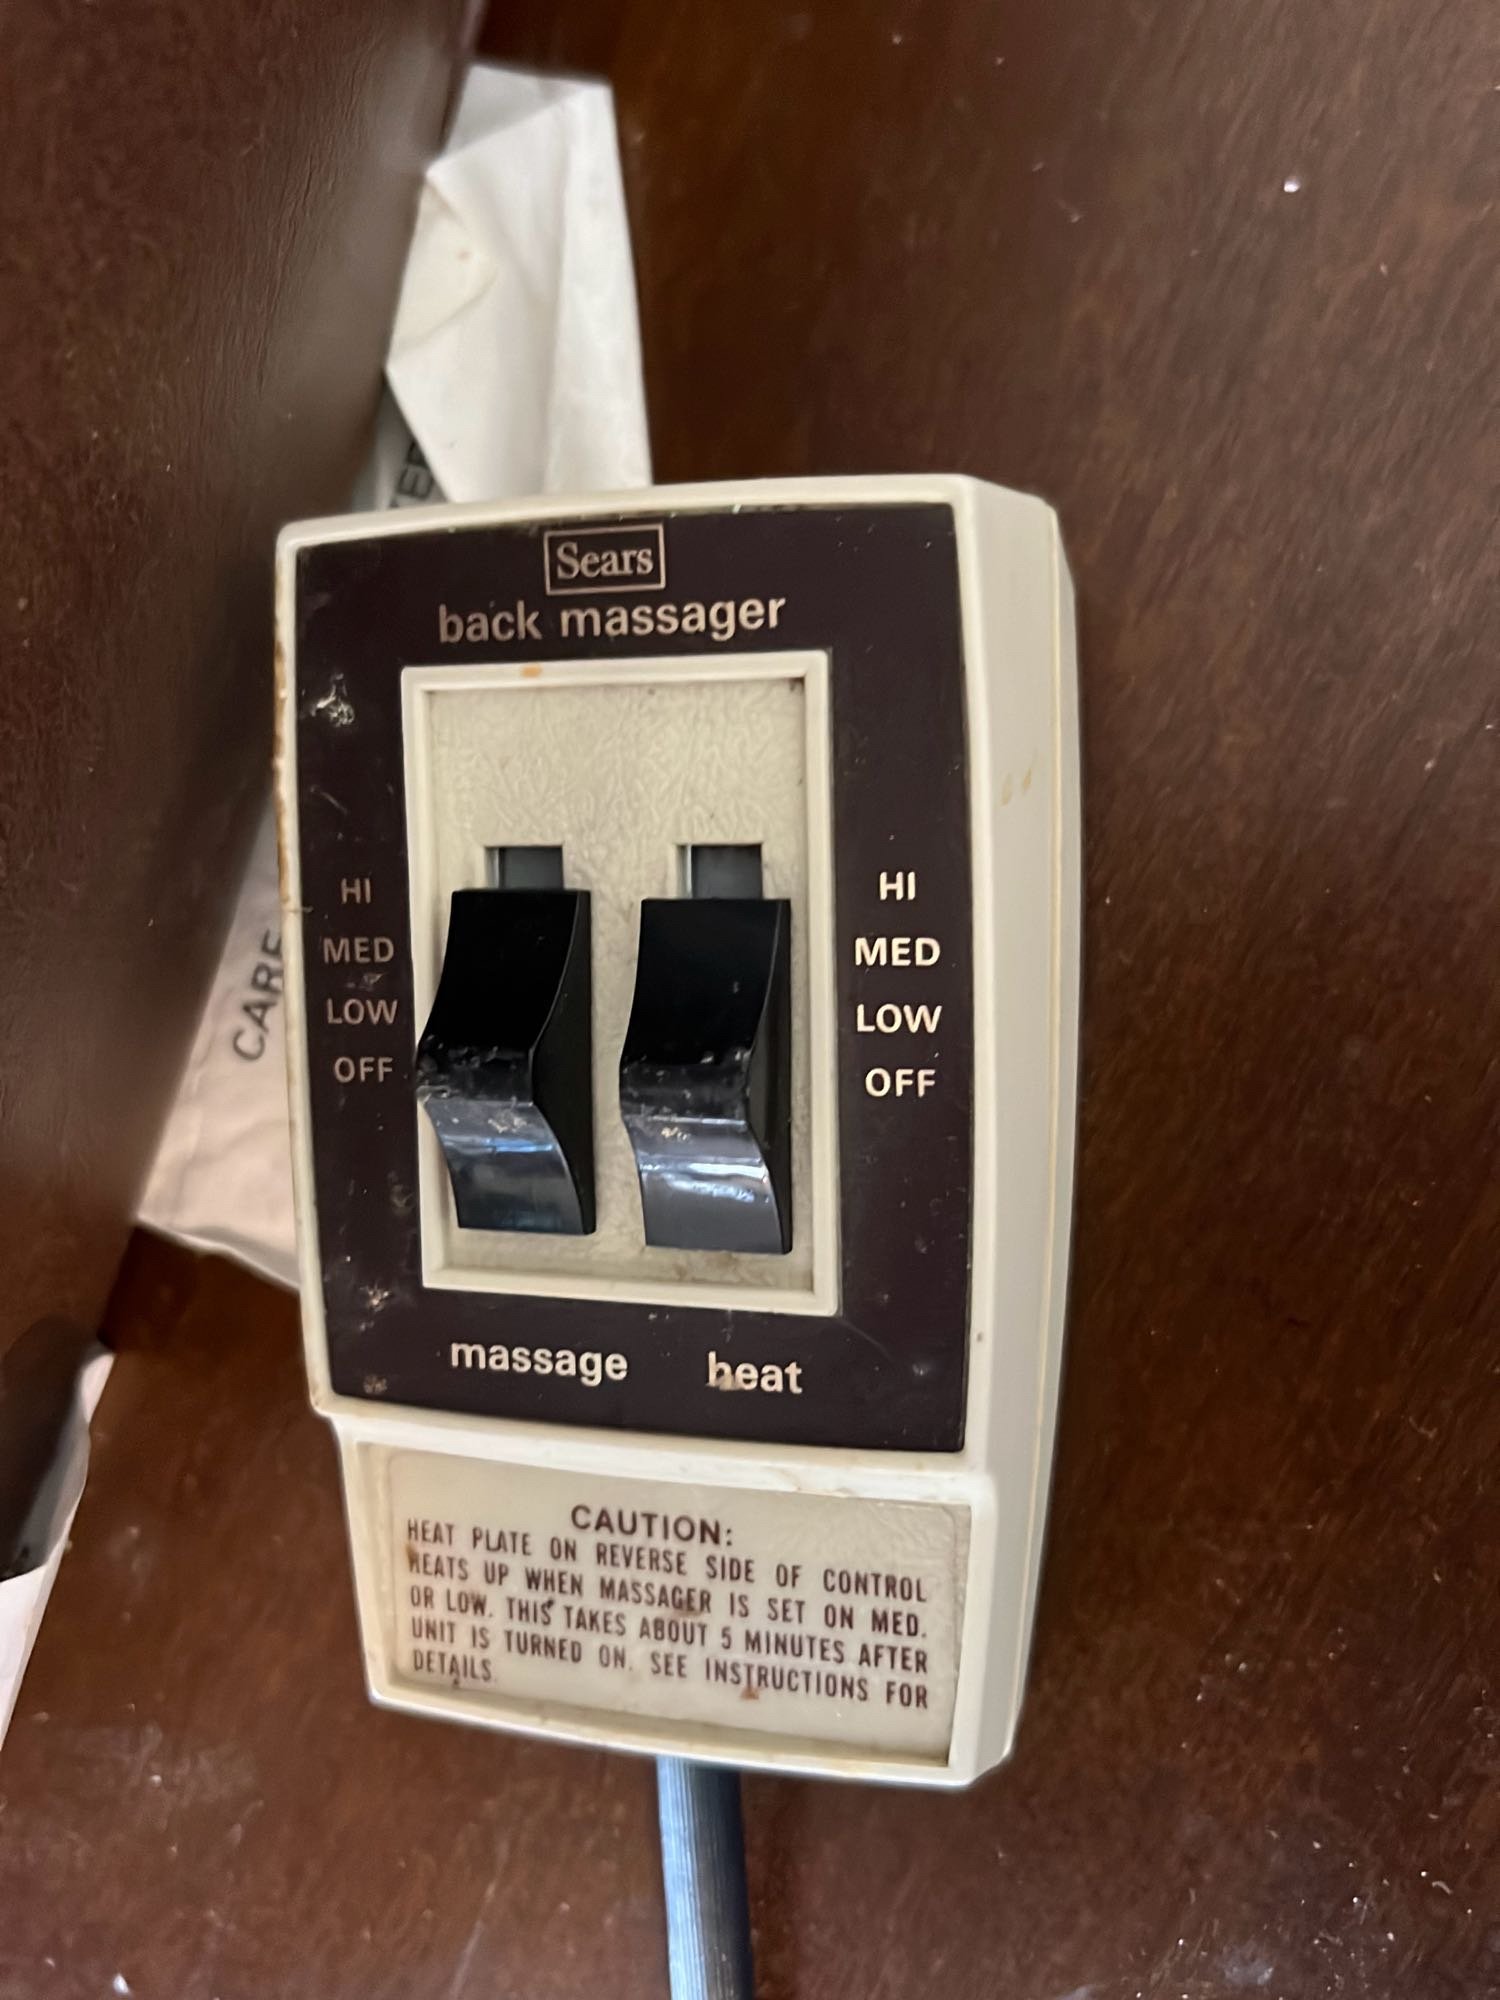 Sears
back massager
HI HI
MED MED
LOW LOW
OFF OFF
massage heat
CAUTION:
HEAT PLATE ON REVERSE SIDE OF CONTROL
HEATS UP WHEN MASSAGER IS SET ON MED.
OR LOW. THIS TAKES ABOUT 5 MINUTES AFTER
UNIT IS TURNED ON. SEE INSTRUCTIONS FOR
DETAILS.